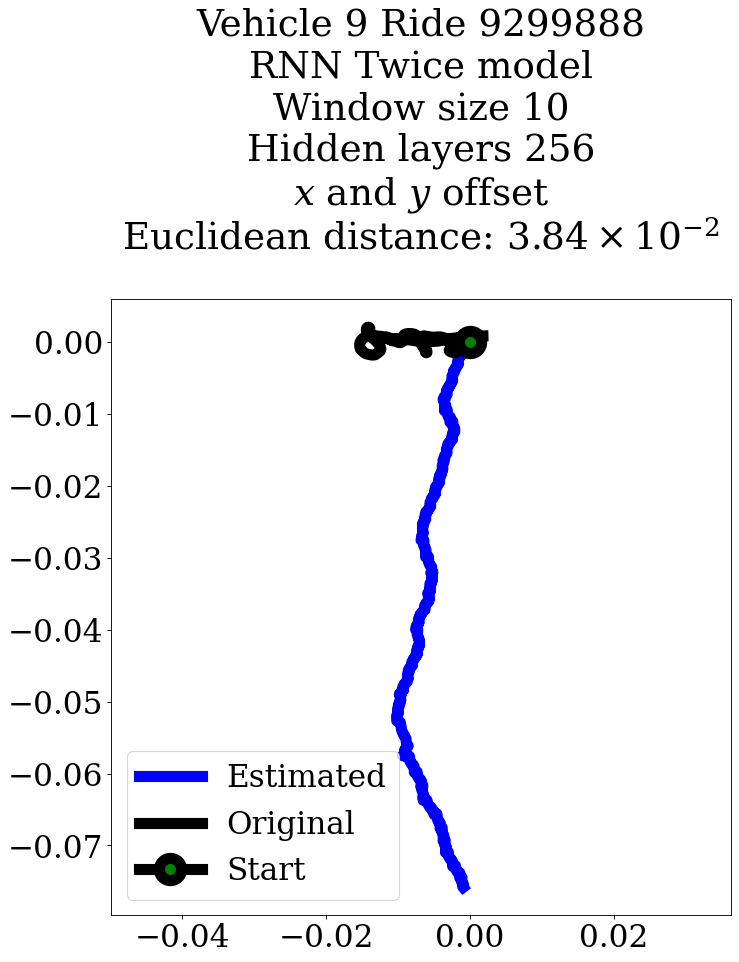 Vehicle 9 Ride 9299888
RNN Twice model
Window size 10
Hidden layers 256
x and y offset
Euclidean distance: 3.84 × 10⁻²
0.00
−0.01
−0.02
−0.03
−0.04
−0.05
−0.06
−0.07
Estimated
Original
Start
−0.04 −0.02 0.00 0.02